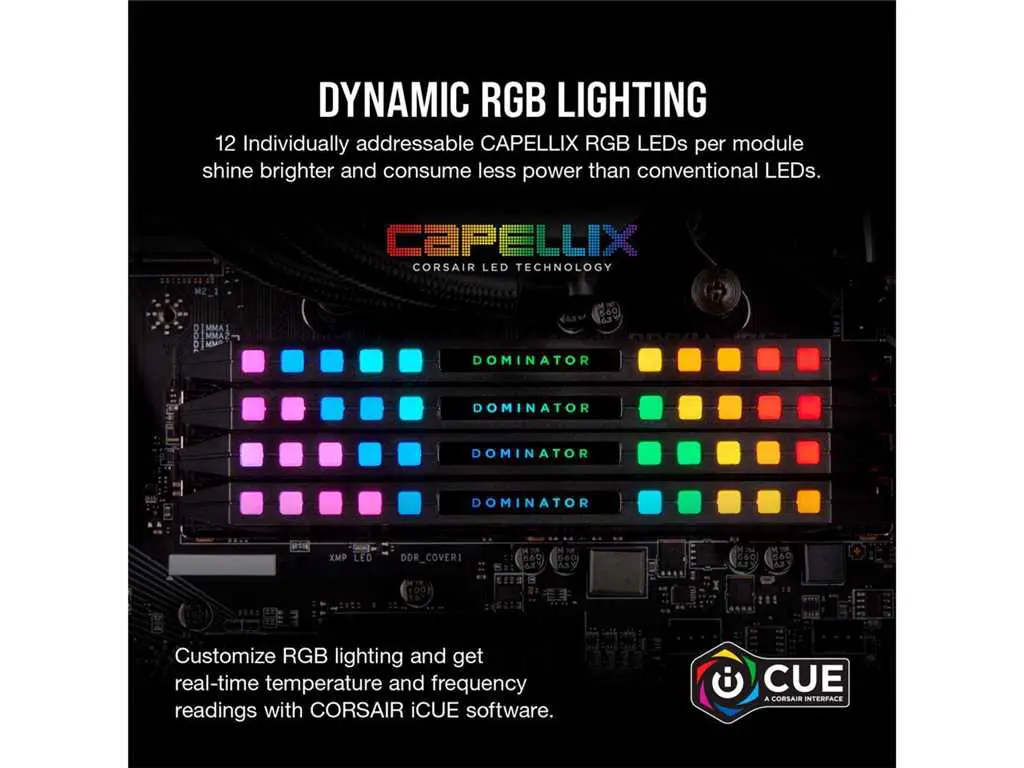 DYNAMIC RGB LIGHTING
12 Individually addressable CAPELLIX RGB LEDs per module
shine brighter and consume less power than conventional LEDs.
CAPELLIX
CORSAIR LED TECHNOLOGY
M2_1
DOMINATOR
DOMINATOR
DOMINATOR
DOMINATOR
XMP LED DDR_COVER1
Customize RGB lighting and get
real-time temperature and frequency
readings with CORSAIR iCUE software.
i CUE
A CORSAIR INTERFACE